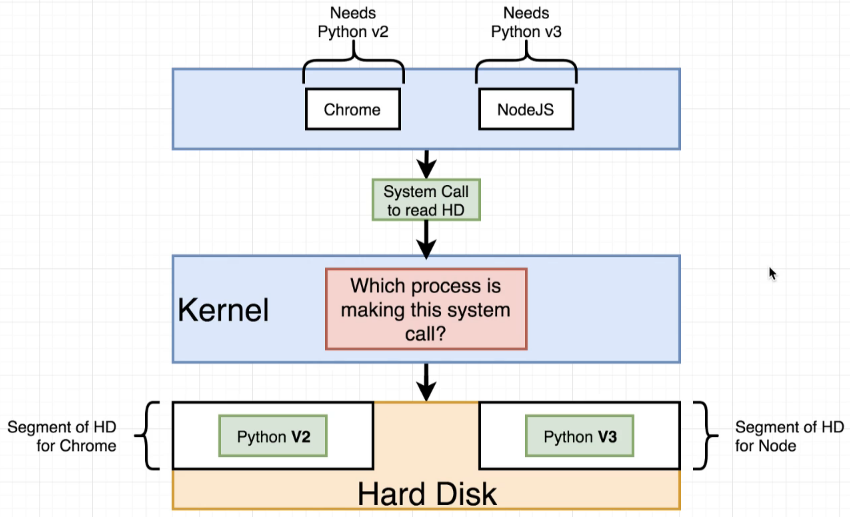 Needs
Python v2
Needs
Python v3
Chrome
NodeJS
System Call
to read HD
Kernel
Which process is
making this system
call?
Segment of HD
for Chrome
Python V2
Python V3
Segment of HD
for Node
Hard Disk